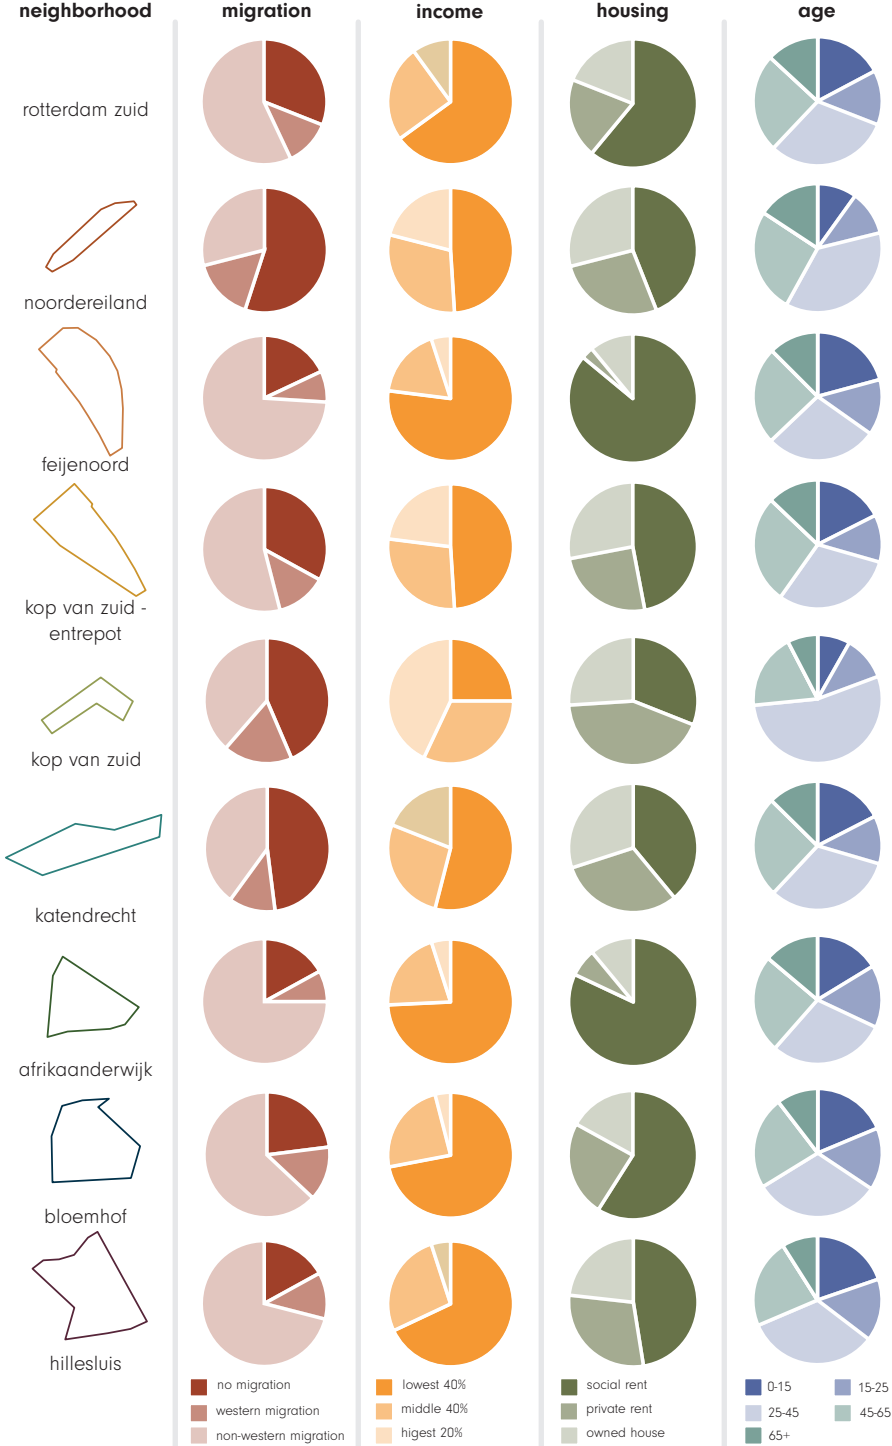 neighborhood migration income housing age
rotterdam zuid
noordereiland
feijenoord
kop van zuid -
entrepot
kop van zuid
katendrecht
afrikaanderwijk
bloemhof
hillesluis
no migration
western migration
non-western migration
lowest 40%
middle 40%
higest 20%
social rent
private rent
owned house
0-15
15-25
25-45
45-65
65+